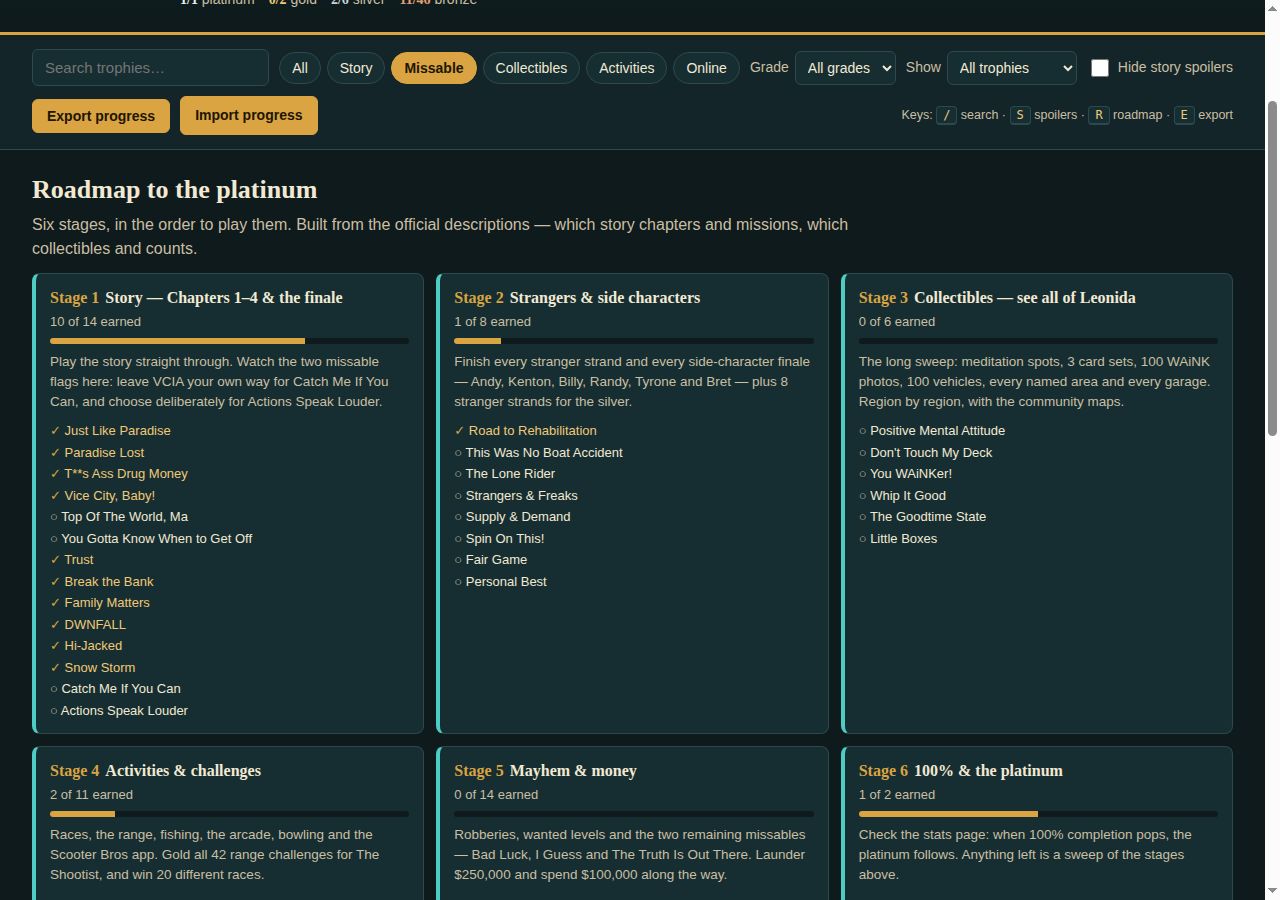 1/1 platinum 0/2 gold 2/6 silver 11/46 bronze
Search trophies…
All
Story
Missable
Collectibles
Activities
Online
Grade
All grades
Show
All trophies
Hide story spoilers
Export progress
Import progress
Keys: / search · S spoilers · R roadmap · E export
Roadmap to the platinum
Six stages, in the order to play them. Built from the official descriptions — which story chapters and missions, which
collectibles and counts.
Stage 1 Story — Chapters 1–4 & the finale
10 of 14 earned
Play the story straight through. Watch the two missable
flags here: leave VCIA your own way for Catch Me If You
Can, and choose deliberately for Actions Speak Louder.
✓ Just Like Paradise
✓ Paradise Lost
✓ T**s Ass Drug Money
✓ Vice City, Baby!
○ Top Of The World, Ma
○ You Gotta Know When to Get Off
✓ Trust
✓ Break the Bank
✓ Family Matters
✓ DWNFALL
✓ Hi-Jacked
✓ Snow Storm
○ Catch Me If You Can
○ Actions Speak Louder
Stage 2 Strangers & side characters
1 of 8 earned
Finish every stranger strand and every side-character finale
— Andy, Kenton, Billy, Randy, Tyrone and Bret — plus 8
stranger strands for the silver.
✓ Road to Rehabilitation
○ This Was No Boat Accident
○ The Lone Rider
○ Strangers & Freaks
○ Supply & Demand
○ Spin On This!
○ Fair Game
○ Personal Best
Stage 3 Collectibles — see all of Leonida
0 of 6 earned
The long sweep: meditation spots, 3 card sets, 100 WAiNK
photos, 100 vehicles, every named area and every garage.
Region by region, with the community maps.
○ Positive Mental Attitude
○ Don't Touch My Deck
○ You WAiNKer!
○ Whip It Good
○ The Goodtime State
○ Little Boxes
Stage 4 Activities & challenges
2 of 11 earned
Races, the range, fishing, the arcade, bowling and the
Scooter Bros app. Gold all 42 range challenges for The
Shootist, and win 20 different races.
Stage 5 Mayhem & money
0 of 14 earned
Robberies, wanted levels and the two remaining missables
— Bad Luck, I Guess and The Truth Is Out There. Launder
$250,000 and spend $100,000 along the way.
Stage 6 100% & the platinum
1 of 2 earned
Check the stats page: when 100% completion pops, the
platinum follows. Anything left is a sweep of the stages
above.